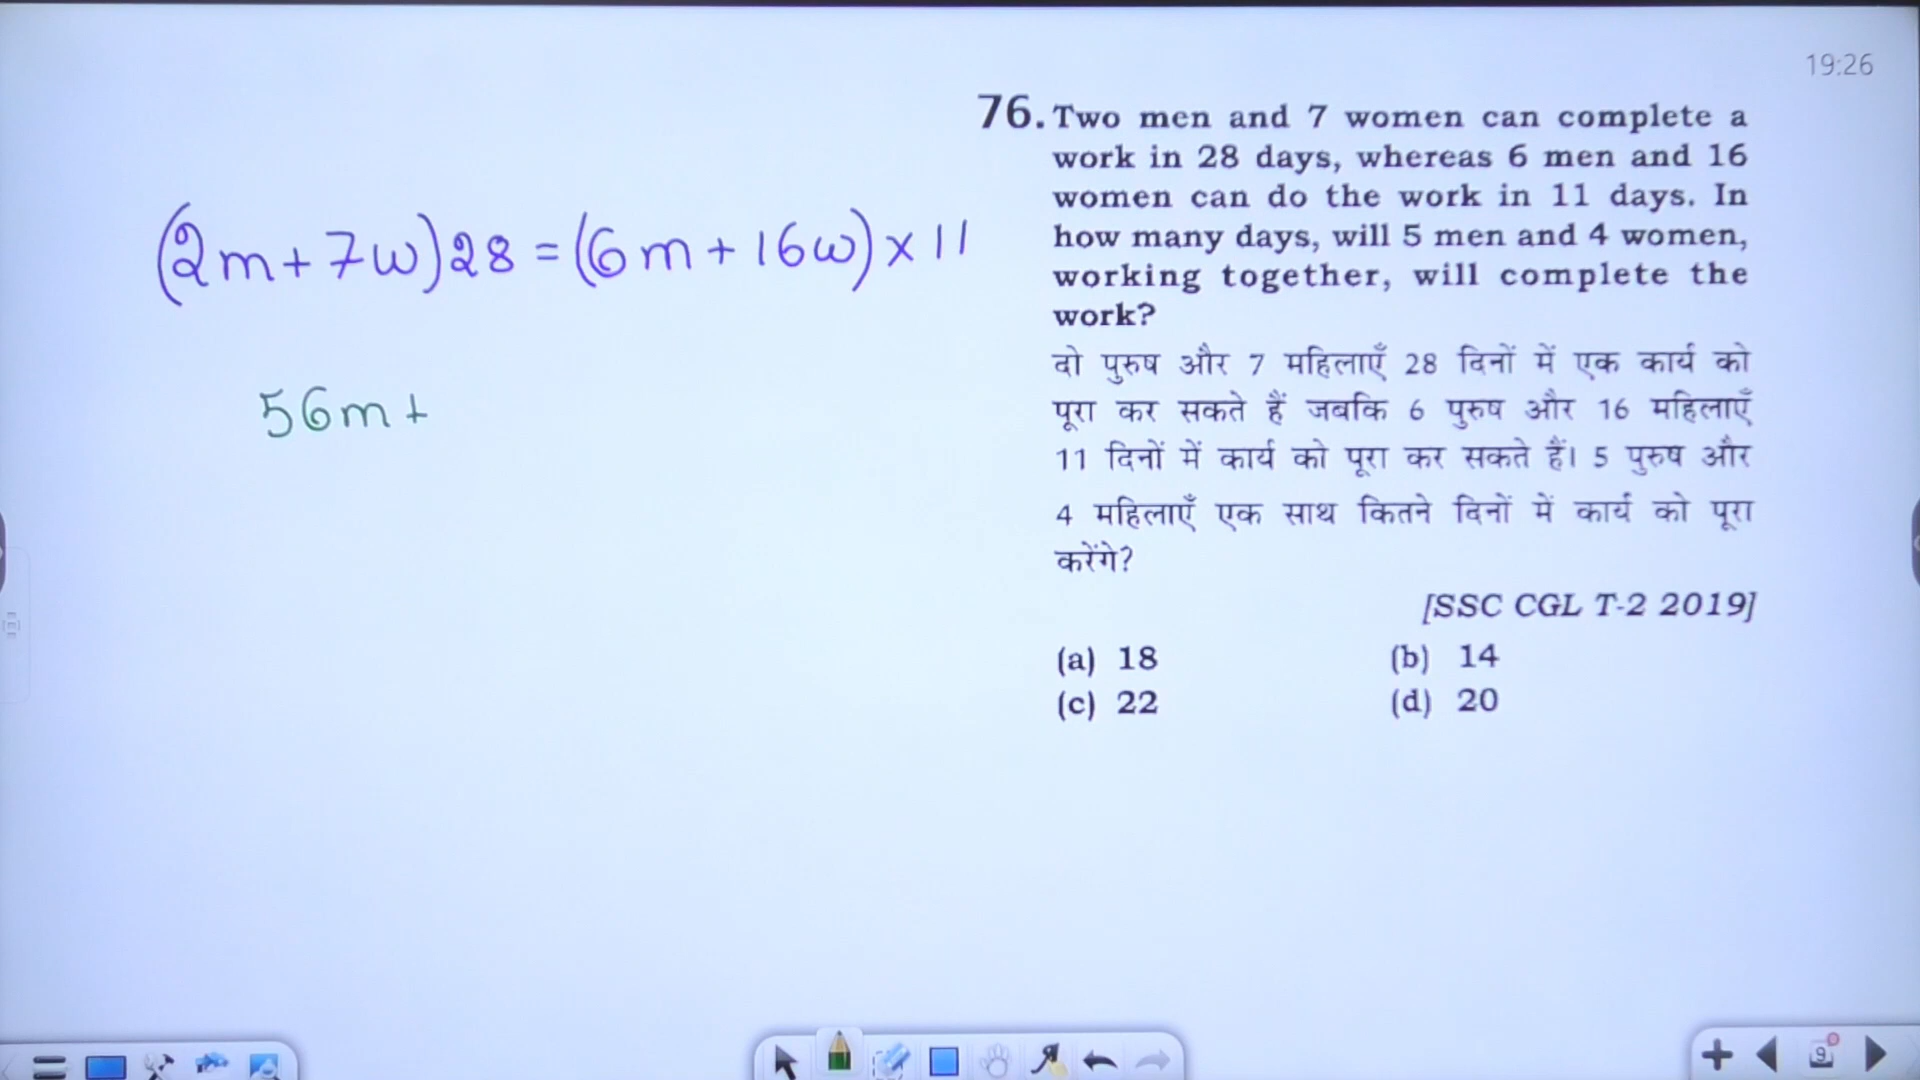 19:26
(2m+7w)28=(6m+16w)×11
56m+
76. Two men and 7 women can complete a
work in 28 days, whereas 6 men and 16
women can do the work in 11 days. In
how many days, will 5 men and 4 women,
working together, will complete the
work?
दो पुरुष और 7 महिलाएँ 28 दिनों में एक कार्य को
पूरा कर सकते हैं जबकि 6 पुरुष और 16 महिलाएँ
11 दिनों में कार्य को पूरा कर सकते हैं। 5 पुरुष और
4 महिलाएँ एक साथ कितने दिनों में कार्य को पूरा
करेंगे?
[SSC CGL T-2 2019]
(a) 18 (b) 14
(c) 22 (d) 20
9